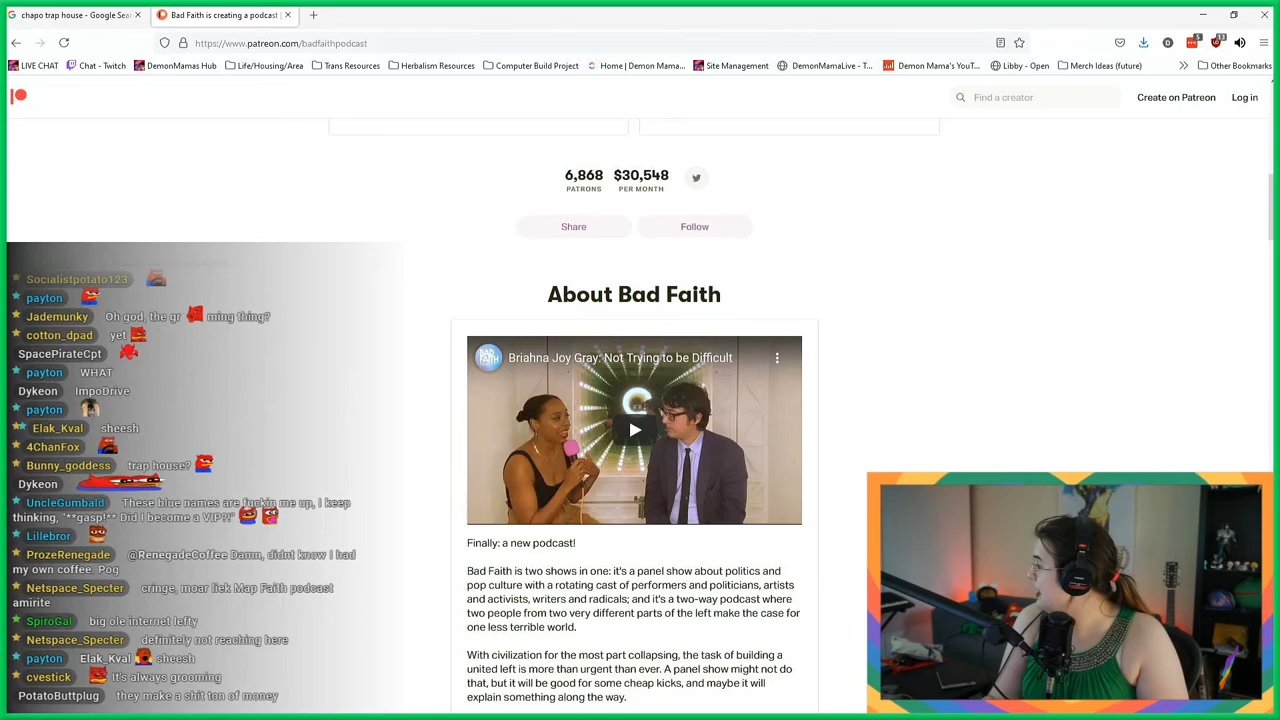 chapo trap house - Google Sear
Bad Faith is creating a podcast
https://www.patreon.com/badfaithpodcast
5
13
LIVE CHAT
Chat - Twitch
DemonMamas Hub
Life/Housing/Area
Trans Resources
Herbalism Resources
Computer Build Project
Home | Demon Mama...
Site Management
DemonMamaLive - T...
Demon Mama's YouT...
Libby - Open
Merch Ideas (future)
Other Bookmarks
Find a creator
Create on Patreon
Log in
6,868 $30,548
PATRONS PER MONTH
Share Follow
About Bad Faith
BAD FAITH
Briahna Joy Gray: Not Trying to be Difficult
Finally: a new podcast!
Bad Faith is two shows in one: it's a panel show about politics and
pop culture with a rotating cast of performers and politicians, artists
and activists, writers and radicals; and it's a two-way podcast where
two people from two very different parts of the left make the case for
one less terrible world.
With civilization for the most part collapsing, the task of building a
united left is more than urgent than ever. A panel show might not do
that, but it will be good for some cheap kicks, and maybe it will
explain something along the way.
Socialistpotato123
payton
Jademunky Oh god, the gr ming thing?
cotton_dpad yet
SpacePirateCpt
payton WHAT
Dykeon ImpoDrive
payton
Elak_Kval sheesh
4ChanFox
Bunny_goddess trap house?
Dykeon
UncleGumbald These blue names are fuckin me up, I keep
thinking, "**gasp!** Did I become a VIP?!"
Lillebror
ProzeRenegade @RenegadeCoffee Damn, didnt know I had
my own coffee. Pog
Netspace_Specter cringe, moar liek Map Faith podcast
amirite
SpiroGal big ole internet lefty
Netspace_Specter definitely not reaching here
payton Elak_Kval sheesh
cvestick It's always grooming
PotatoButtplug they make a shit ton of money